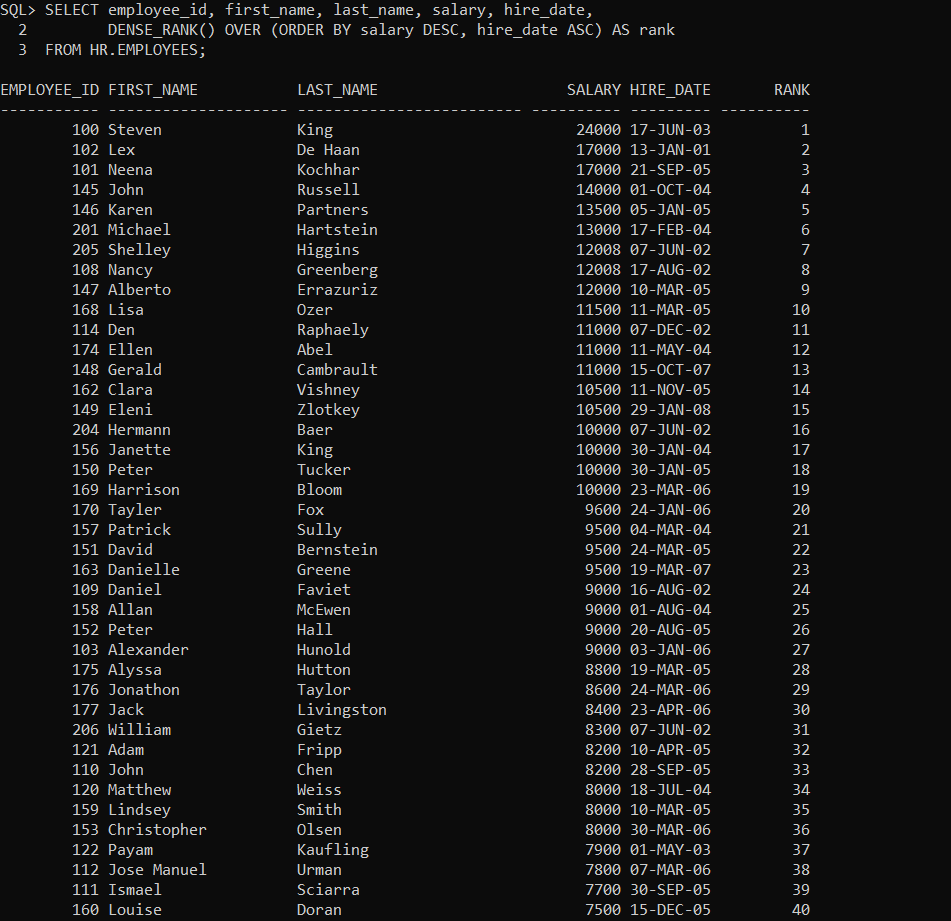 SQL> SELECT employee_id, first_name, last_name, salary, hire_date,
  2         DENSE_RANK() OVER (ORDER BY salary DESC, hire_date ASC) AS rank
  3  FROM HR.EMPLOYEES;

EMPLOYEE_ID FIRST_NAME           LAST_NAME                     SALARY HIRE_DATE       RANK
----------- -------------------- ------------------------- ---------- --------- ----------
        100 Steven               King                           24000 17-JUN-03          1
        102 Lex                  De Haan                        17000 13-JAN-01          2
        101 Neena                Kochhar                        17000 21-SEP-05          3
        145 John                 Russell                        14000 01-OCT-04          4
        146 Karen                Partners                       13500 05-JAN-05          5
        201 Michael              Hartstein                      13000 17-FEB-04          6
        205 Shelley              Higgins                        12008 07-JUN-02          7
        108 Nancy                Greenberg                      12008 17-AUG-02          8
        147 Alberto              Errazuriz                      12000 10-MAR-05          9
        168 Lisa                 Ozer                           11500 11-MAR-05         10
        114 Den                  Raphaely                       11000 07-DEC-02         11
        174 Ellen                Abel                           11000 11-MAY-04         12
        148 Gerald               Cambrault                      11000 15-OCT-07         13
        162 Clara                Vishney                        10500 11-NOV-05         14
        149 Eleni                Zlotkey                        10500 29-JAN-08         15
        204 Hermann              Baer                           10000 07-JUN-02         16
        156 Janette              King                           10000 30-JAN-04         17
        150 Peter                Tucker                         10000 30-JAN-05         18
        169 Harrison             Bloom                          10000 23-MAR-06         19
        170 Tayler               Fox                             9600 24-JAN-06         20
        157 Patrick              Sully                           9500 04-MAR-04         21
        151 David                Bernstein                       9500 24-MAR-05         22
        163 Danielle             Greene                          9500 19-MAR-07         23
        109 Daniel               Faviet                          9000 16-AUG-02         24
        158 Allan                McEwen                          9000 01-AUG-04         25
        152 Peter                Hall                            9000 20-AUG-05         26
        103 Alexander            Hunold                          9000 03-JAN-06         27
        175 Alyssa               Hutton                          8800 19-MAR-05         28
        176 Jonathon             Taylor                          8600 24-MAR-06         29
        177 Jack                 Livingston                      8400 23-APR-06         30
        206 William              Gietz                           8300 07-JUN-02         31
        121 Adam                 Fripp                           8200 10-APR-05         32
        110 John                 Chen                            8200 28-SEP-05         33
        120 Matthew              Weiss                           8000 18-JUL-04         34
        159 Lindsey              Smith                           8000 10-MAR-05         35
        153 Christopher          Olsen                           8000 30-MAR-06         36
        122 Payam                Kaufling                        7900 01-MAY-03         37
        112 Jose Manuel          Urman                           7800 07-MAR-06         38
        111 Ismael               Sciarra                         7700 30-SEP-05         39
        160 Louise               Doran                           7500 15-DEC-05         40